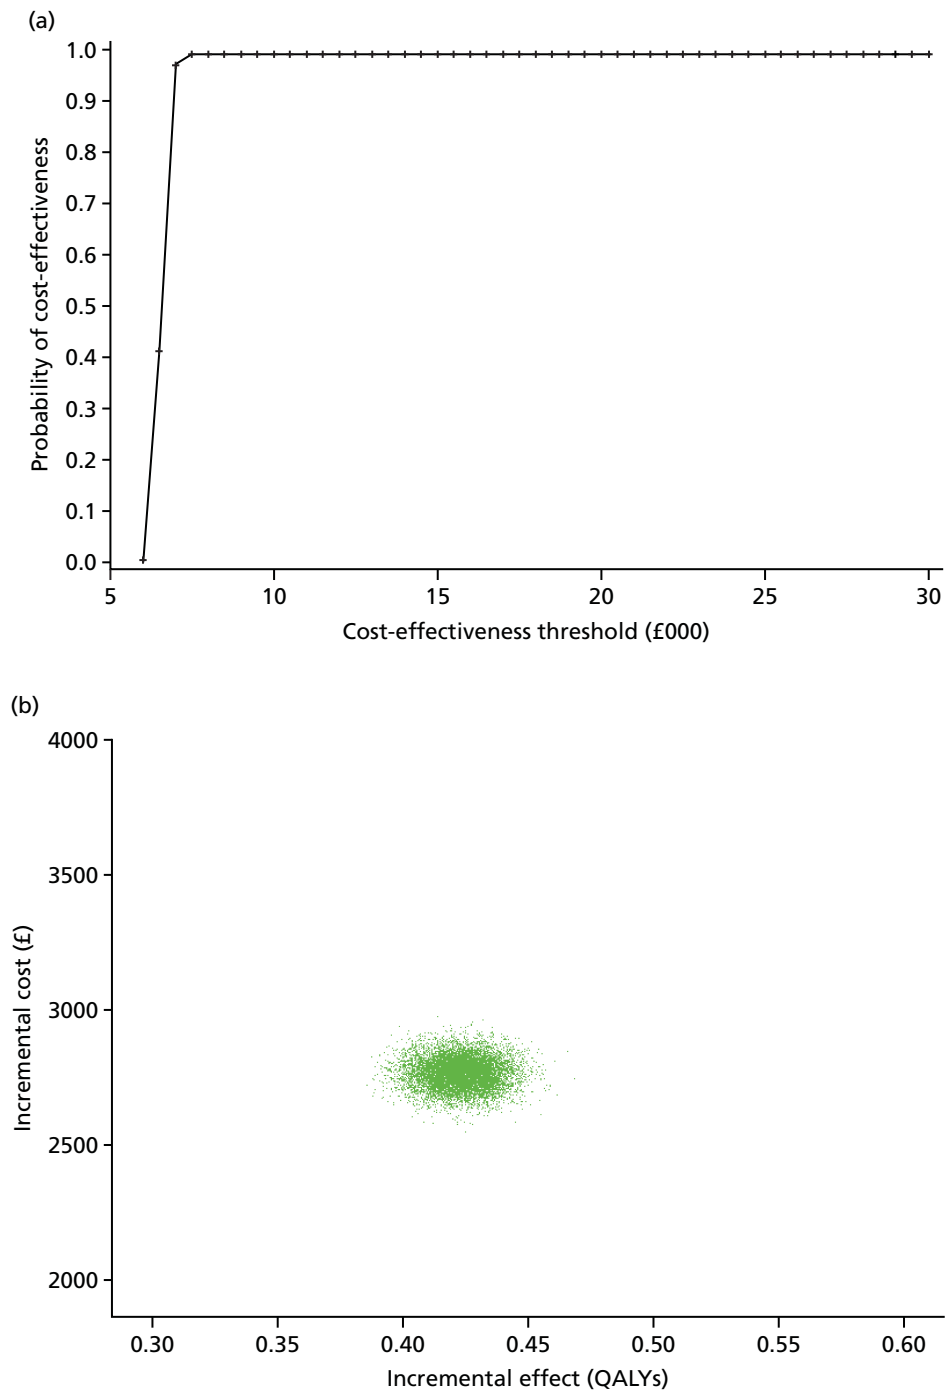 (a)
1.0
0.9
0.8
0.7
0.6
0.5
0.4
0.3
0.2
0.1
0.0
Probability of cost-effectiveness
5 10 15 20 25 30
Cost-effectiveness threshold (£000)
(b)
4000
3500
3000
2500
2000
Incremental cost (£)
0.30 0.35 0.40 0.45 0.50 0.55 0.60
Incremental effect (QALYs)